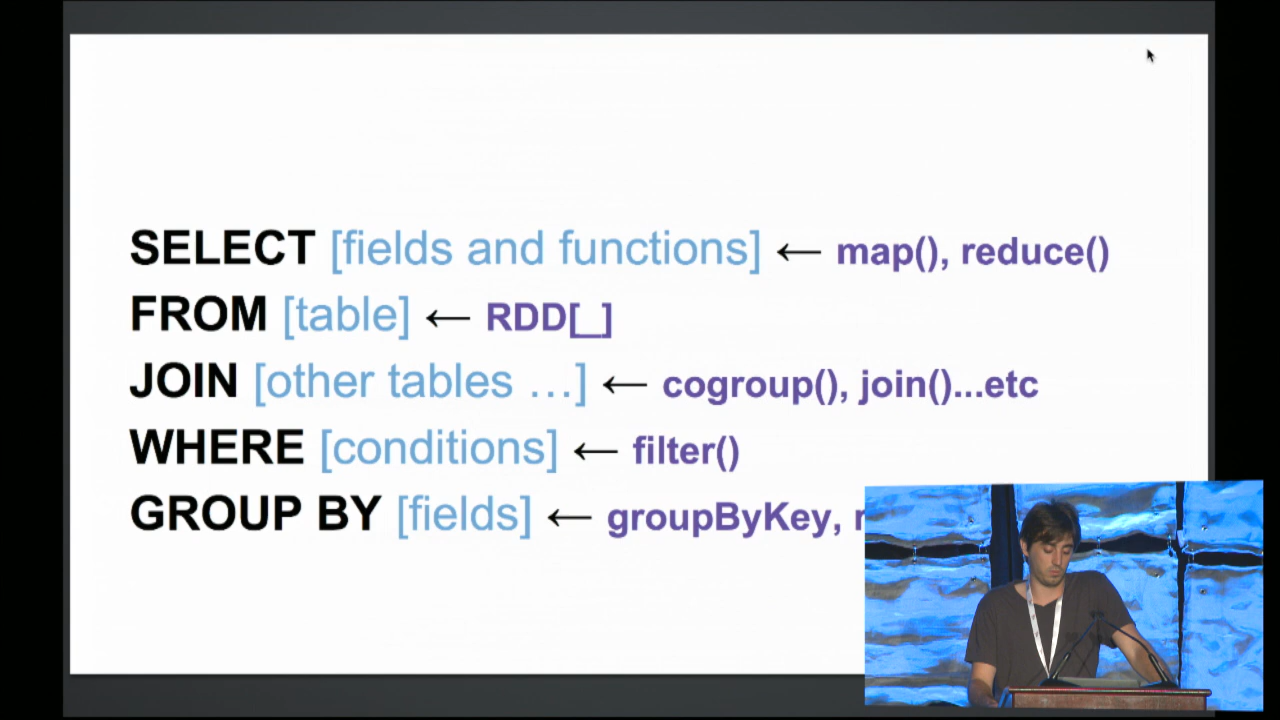 SELECT [fields and functions] ← map(), reduce()
FROM [table] ← RDD[_]
JOIN [other tables …] ← cogroup(), join()...etc
WHERE [conditions] ← filter()
GROUP BY [fields] ← groupByKey,